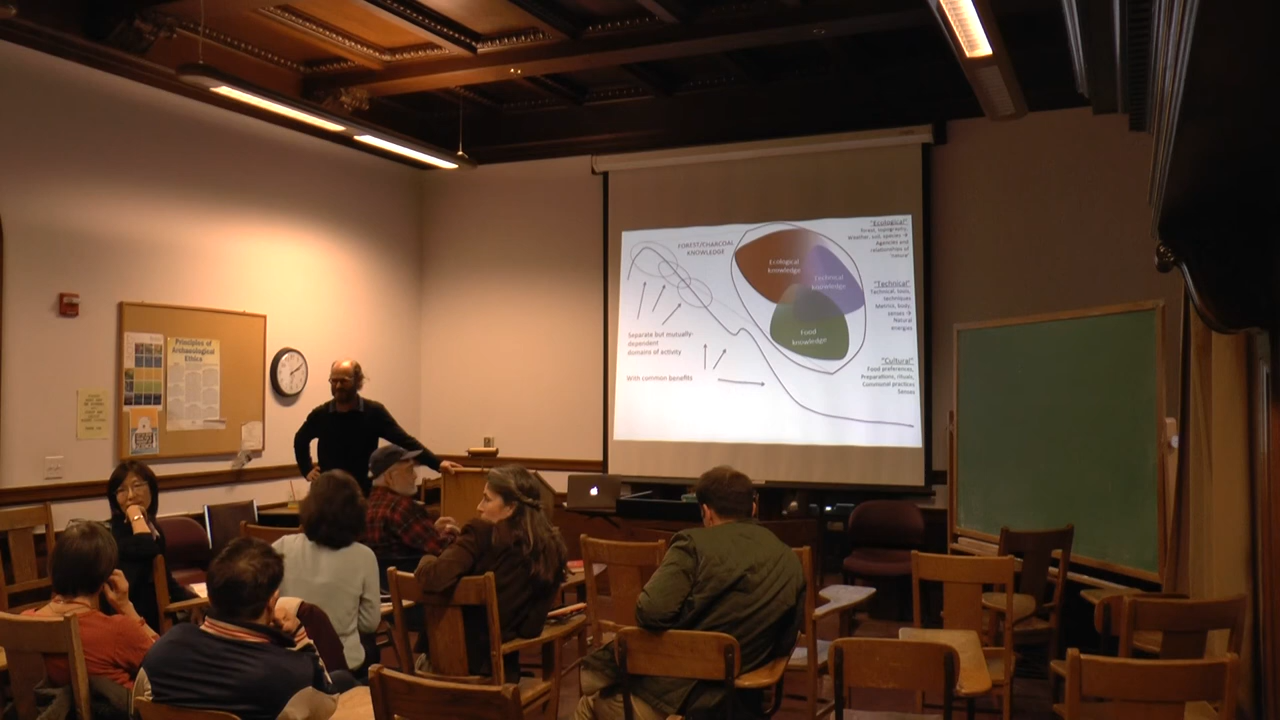 Principles of
Archaeological
Ethics
FOREST/CHARCOAL
KNOWLEDGE
Ecological
knowledge
Technical
knowledge
Food
knowledge
Separate but mutually-
dependent
domains of activity
With common benefits
"Ecological"
forest, topography,
Weather, soil, species →
Agencies and
relationships of
'nature'
"Technical"
Technical, tools,
techniques
Metrics, body,
senses →
Natural
energies
"Cultural"
Food preferences,
Preparations, rituals,
Communal practices
Senses